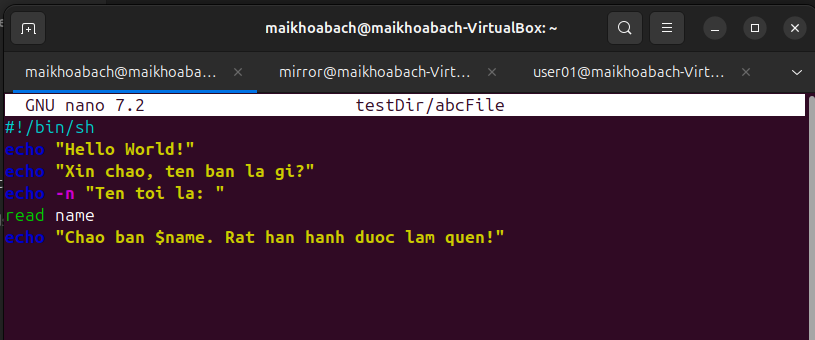 maikhoabach@maikhoabach-VirtualBox: ~
maikhoabach@maikhoaba...
mirror@maikhoabach-Virt...
user01@maikhoabach-Virt...
GNU nano 7.2 testDir/abcFile
#!/bin/sh
echo "Hello World!"
echo "Xin chao, ten ban la gi?"
echo -n "Ten toi la: "
read name
echo "Chao ban $name. Rat han hanh duoc lam quen!"